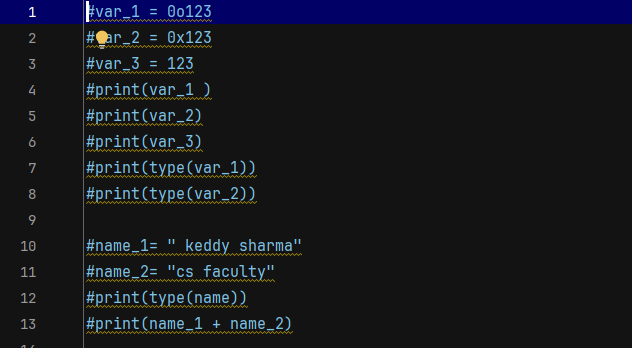 1 #var_1 = 0o123
2 #var_2 = 0x123
3 #var_3 = 123
4 #print(var_1 )
5 #print(var_2)
6 #print(var_3)
7 #print(type(var_1))
8 #print(type(var_2))
9
10 #name_1= " keddy sharma"
11 #name_2= "cs faculty"
12 #print(type(name))
13 #print(name_1 + name_2)